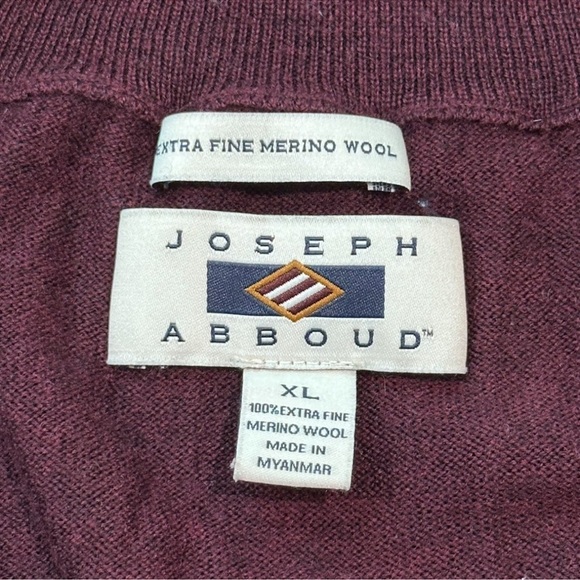 EXTRA FINE MERINO WOOL
JOSEPH
ABBOUD™
XL
100% EXTRA FINE
MERINO WOOL
MADE IN
MYANMAR